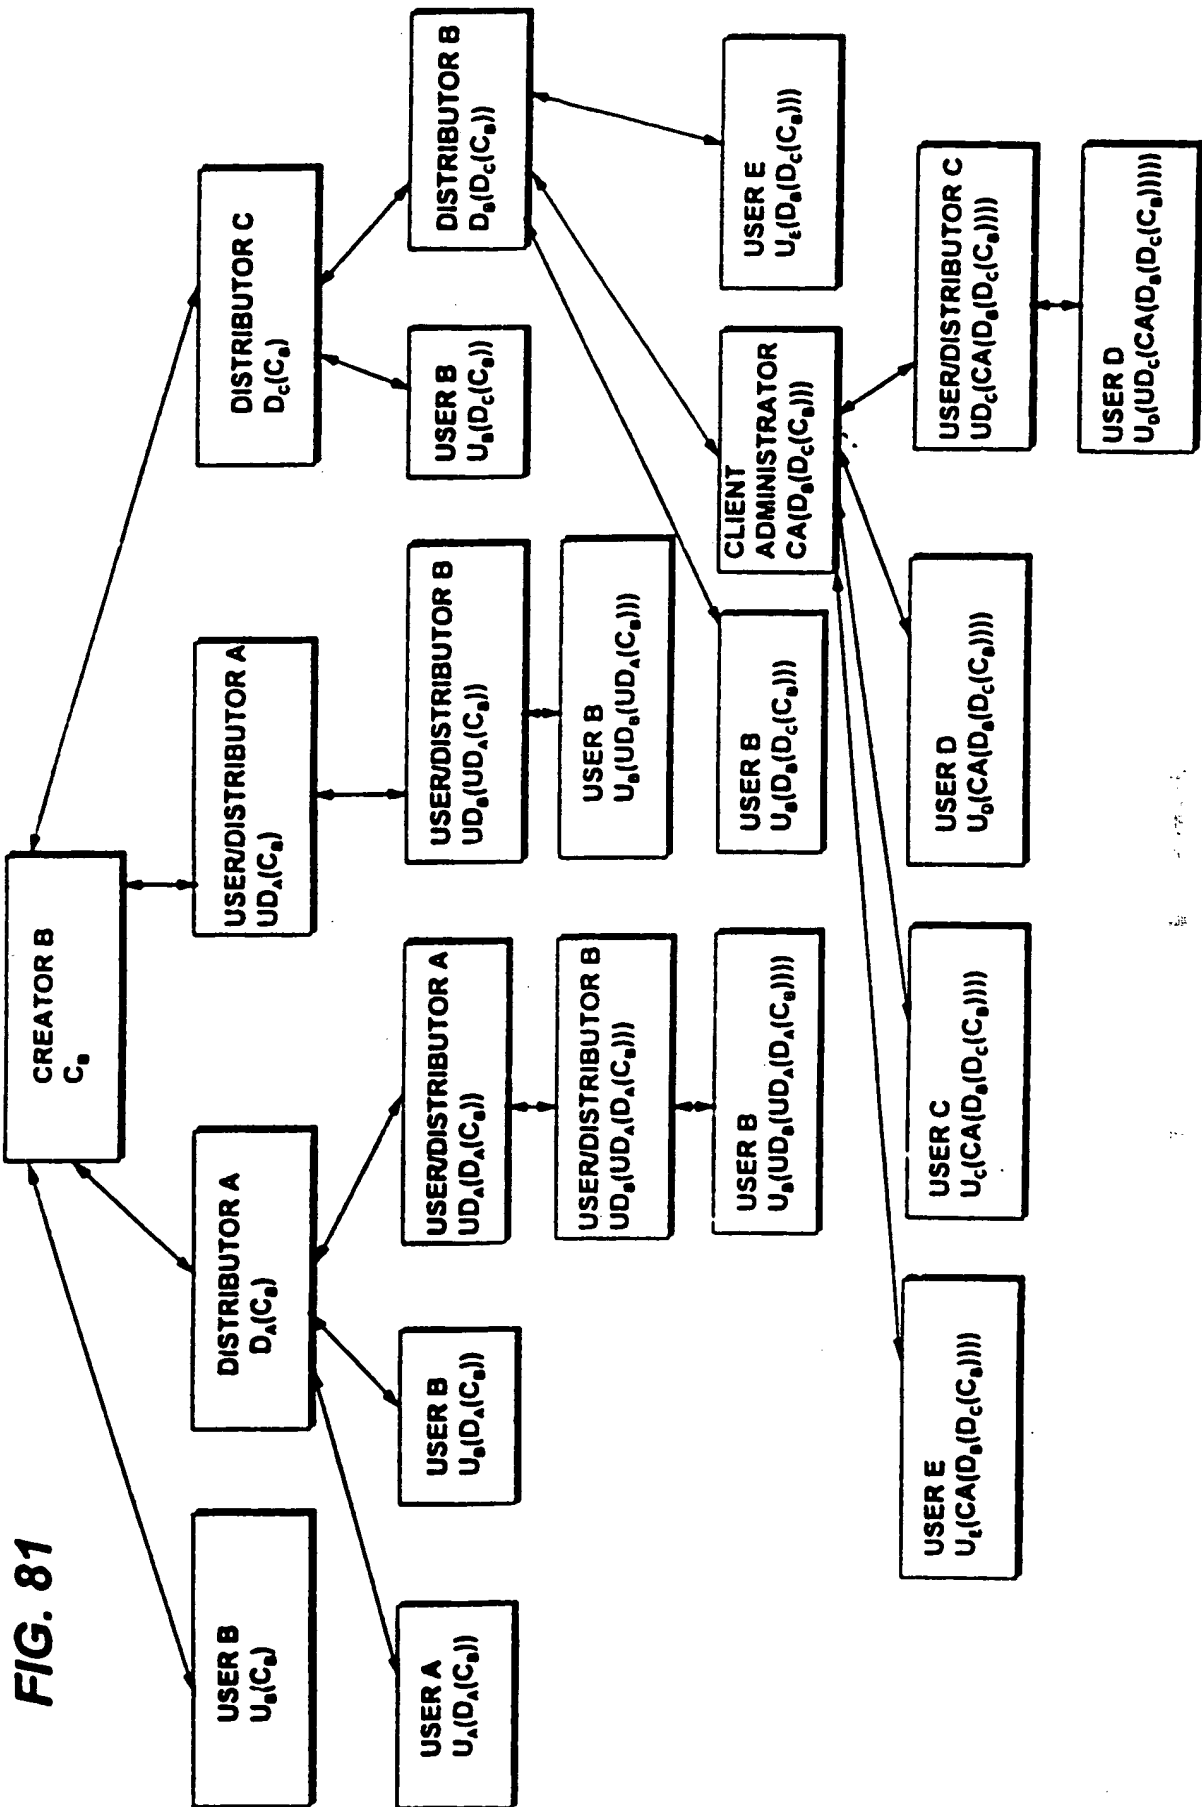 FIG. 81
CREATOR B
C_B
USER B
U_B(C_B)
DISTRIBUTOR A
D_A(C_B)
USER/DISTRIBUTOR A
UD_A(C_B)
DISTRIBUTOR C
D_C(C_B)
USER A
U_A(D_A(C_B))
USER B
U_B(D_A(C_B))
USER/DISTRIBUTOR A
UD_A(D_A(C_B))
USER/DISTRIBUTOR B
UD_B(UD_A(C_B))
USER B
U_B(D_C(C_B))
DISTRIBUTOR B
D_B(D_C(C_B))
USER/DISTRIBUTOR B
UD_B(UD_A(D_A(C_B)))
USER B
U_B(UD_B(UD_A(C_B)))
USER B
U_B(UD_B(UD_A(D_A(C_B))))
USER B
U_B(D_B(D_C(C_B)))
CLIENT
ADMINISTRATOR
CA(D_B(D_C(C_B)))
USER E
U_E(D_B(D_C(C_B)))
USER E
U_E(CA(D_B(D_C(C_B))))
USER C
U_C(CA(D_B(D_C(C_B))))
USER D
U_D(CA(D_B(D_C(C_B))))
USER/DISTRIBUTOR C
UD_C(CA(D_B(D_C(C_B))))
USER D
U_D(UD_C(CA(D_B(D_C(C_B)))))